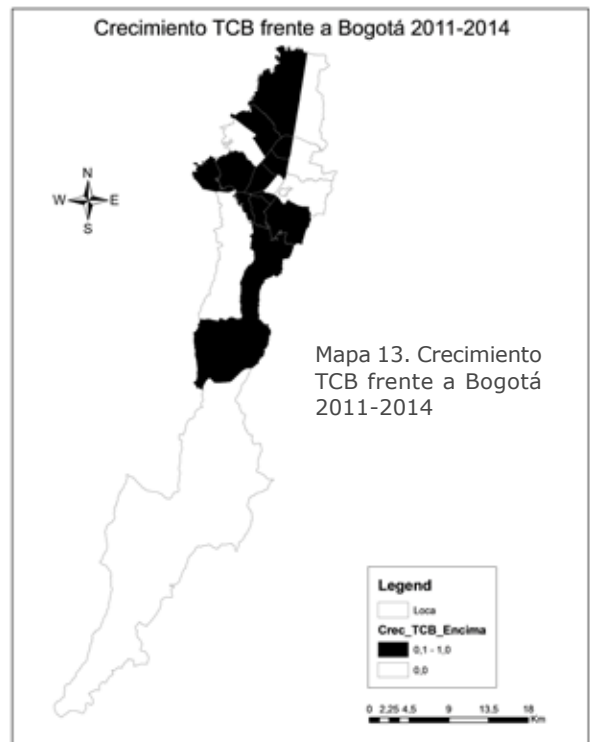 Crecimiento TCB frente a Bogotá 2011-2014
N
W E
S
Mapa 13. Crecimiento
TCB frente a Bogotá
2011-2014
Legend
Loca
Crec_TCB_Encima
0,1 - 1,0
0,0
0 2,25 4,5 9 13,5 18
Km